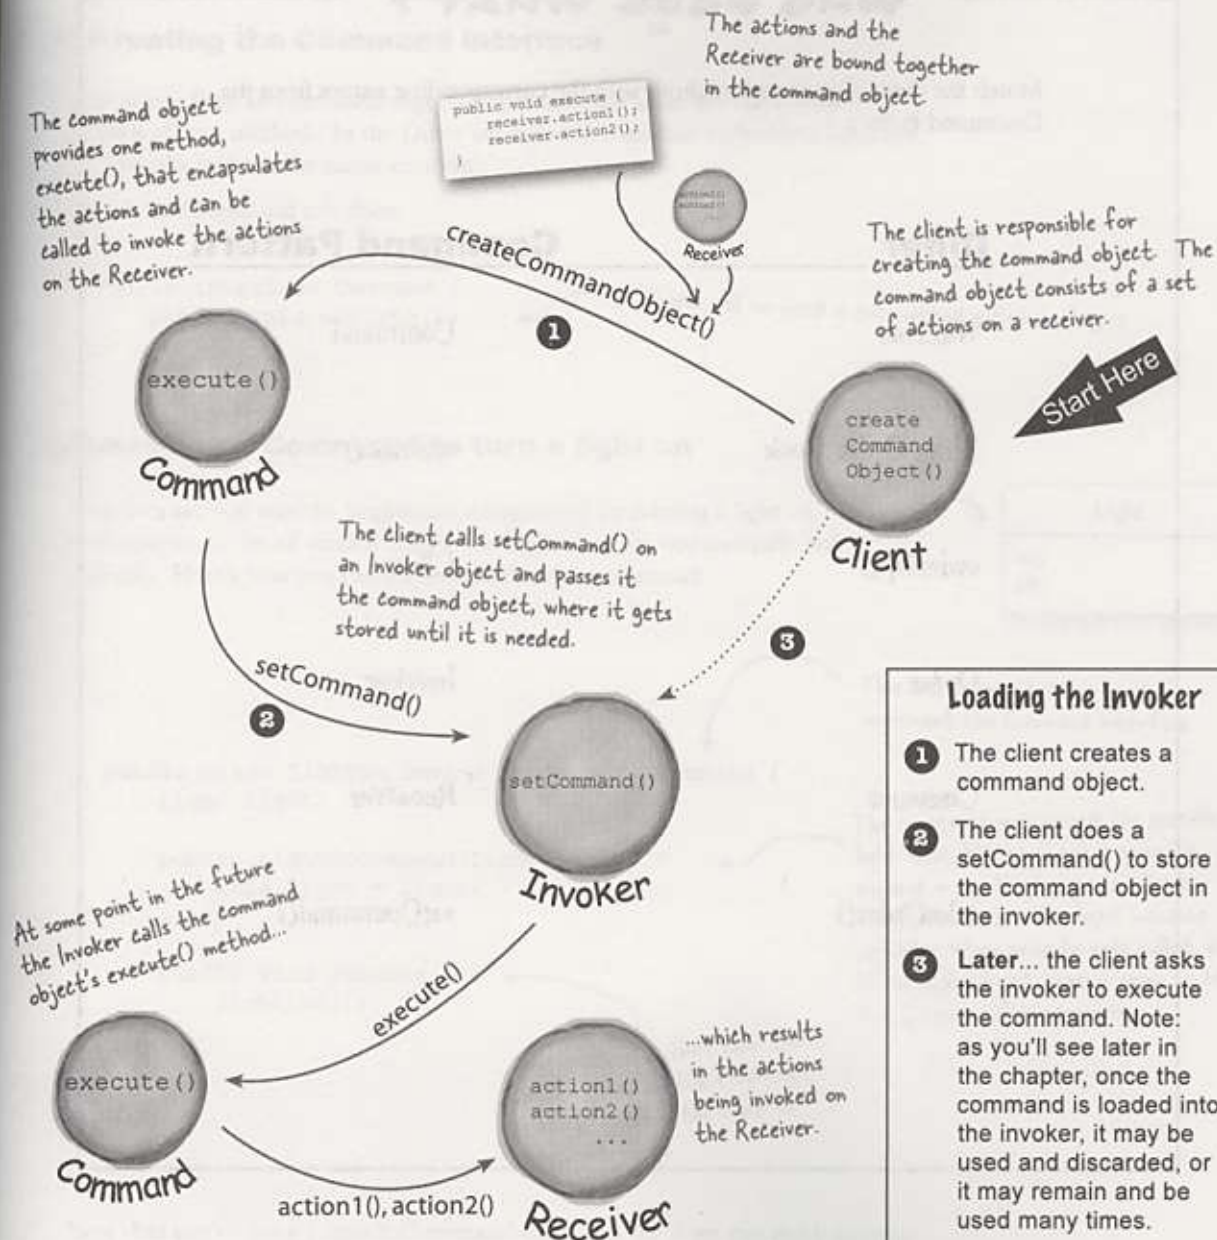 The actions and the
Receiver are bound together
in the command object.
public void execute {
receiver.action1();
receiver.action2();
}
The command object
provides one method,
execute(), that encapsulates
the actions and can be
called to invoke the actions
on the Receiver.
Receiver
createCommandObject()
1
The client is responsible for
creating the command object. The
command object consists of a set
of actions on a receiver.
Start Here
execute()
Command
create
Command
Object()
Client
The client calls setCommand() on
an Invoker object and passes it
the command object, where it gets
stored until it is needed.
3
setCommand()
2
setCommand()
Invoker
Loading the Invoker
1 The client creates a
command object.
2 The client does a
setCommand() to store
the command object in
the invoker.
3 Later... the client asks
the invoker to execute
the command. Note:
as you'll see later in
the chapter, once the
command is loaded into
the invoker, it may be
used and discarded, or
it may remain and be
used many times.
At some point in the future
the Invoker calls the command
object's execute() method...
execute()
execute()
Command
...which results
in the actions
being invoked on
the Receiver.
action1()
action2()
...
action1(), action2()
Receiver